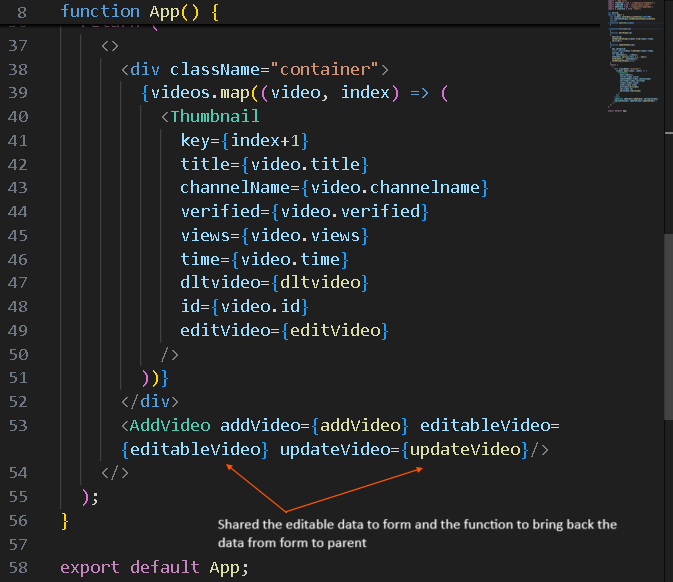 8 function App() {
37 <>
38 <div className="container">
39 {videos.map((video, index) => (
40 <Thumbnail
41 key={index+1}
42 title={video.title}
43 channelName={video.channelname}
44 verified={video.verified}
45 views={video.views}
46 time={video.time}
47 dltvideo={dltvideo}
48 id={video.id}
49 editVideo={editVideo}
50 />
51 ))}
52 </div>
53 <AddVideo addVideo={addVideo} editableVideo=
{editableVideo} updateVideo={updateVideo}/>
54 </>
55 );
56 }
Shared the editable data to form and the function to bring back the
data from form to parent
57
58 export default App;